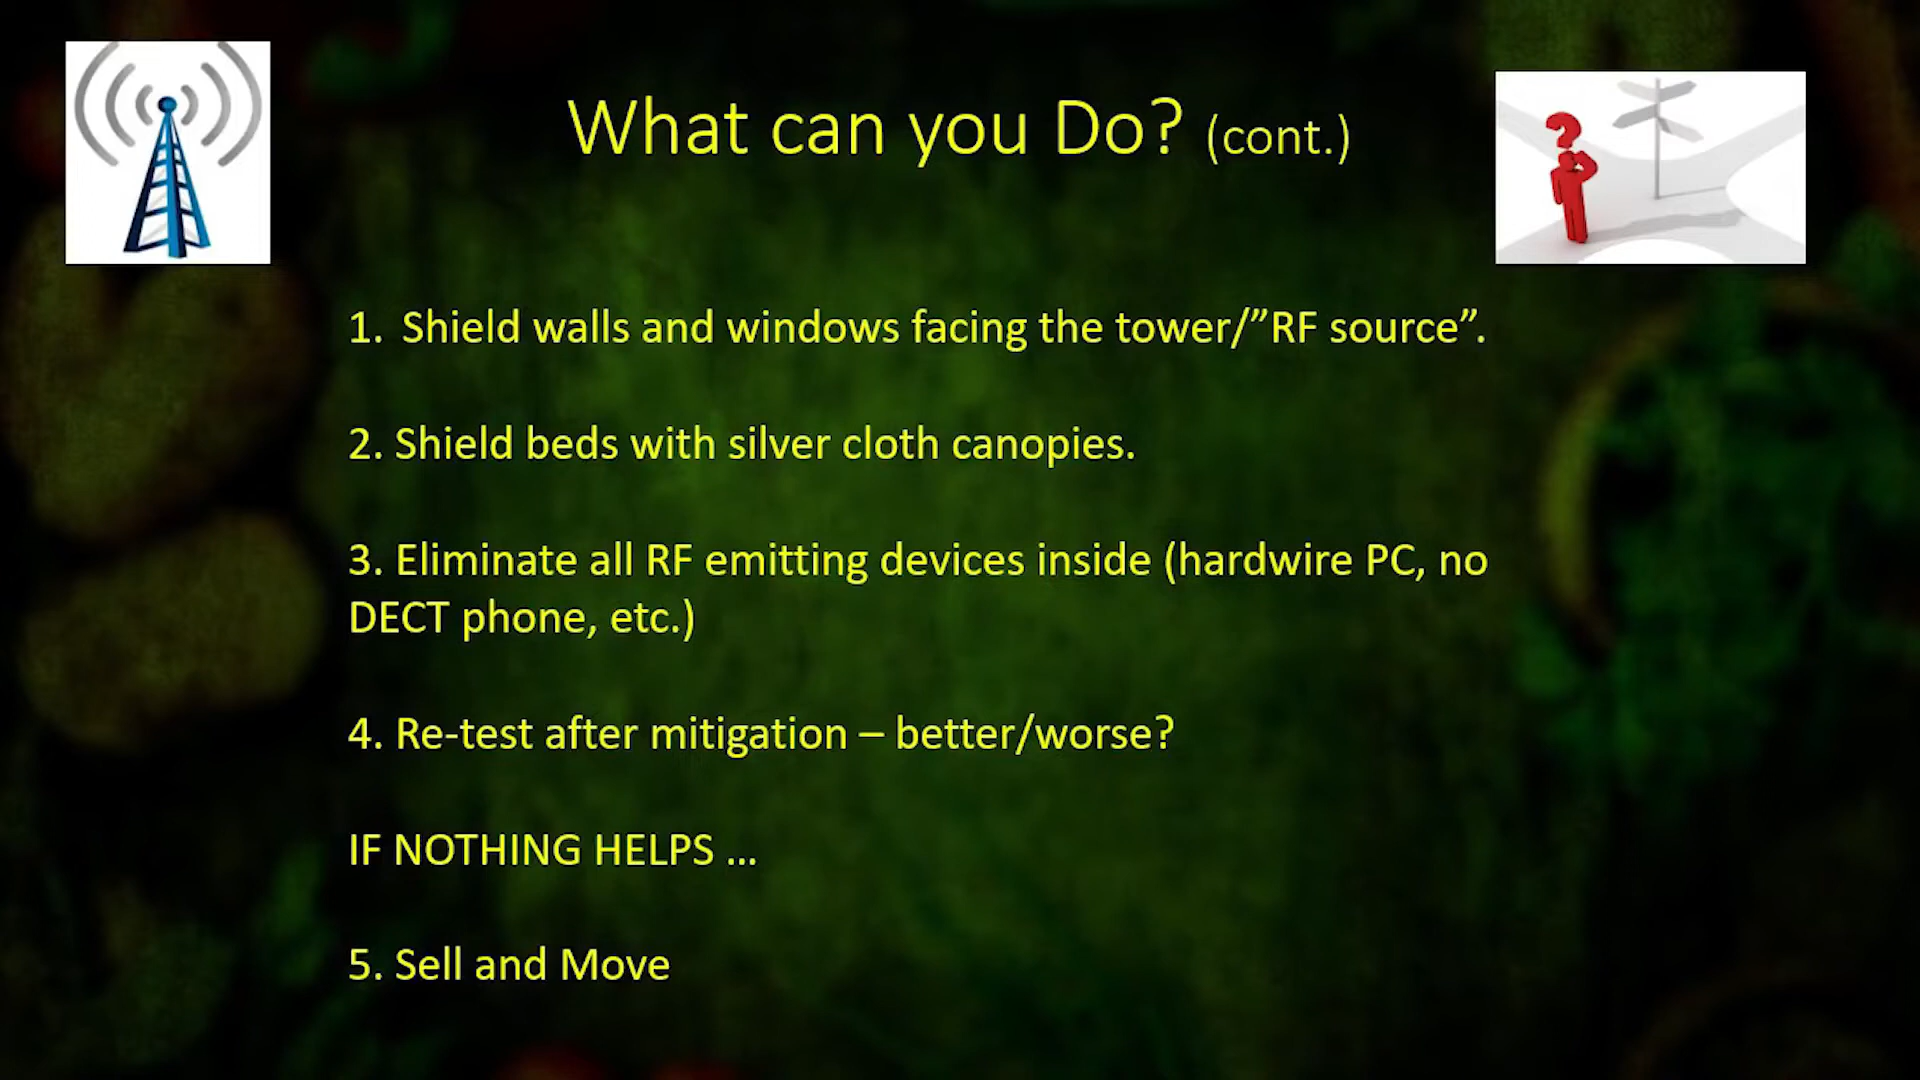 What can you Do? (cont.)
1. Shield walls and windows facing the tower/”RF source”.
2. Shield beds with silver cloth canopies.
3. Eliminate all RF emitting devices inside (hardwire PC, no
DECT phone, etc.)
4. Re-test after mitigation – better/worse?
IF NOTHING HELPS ...
5. Sell and Move